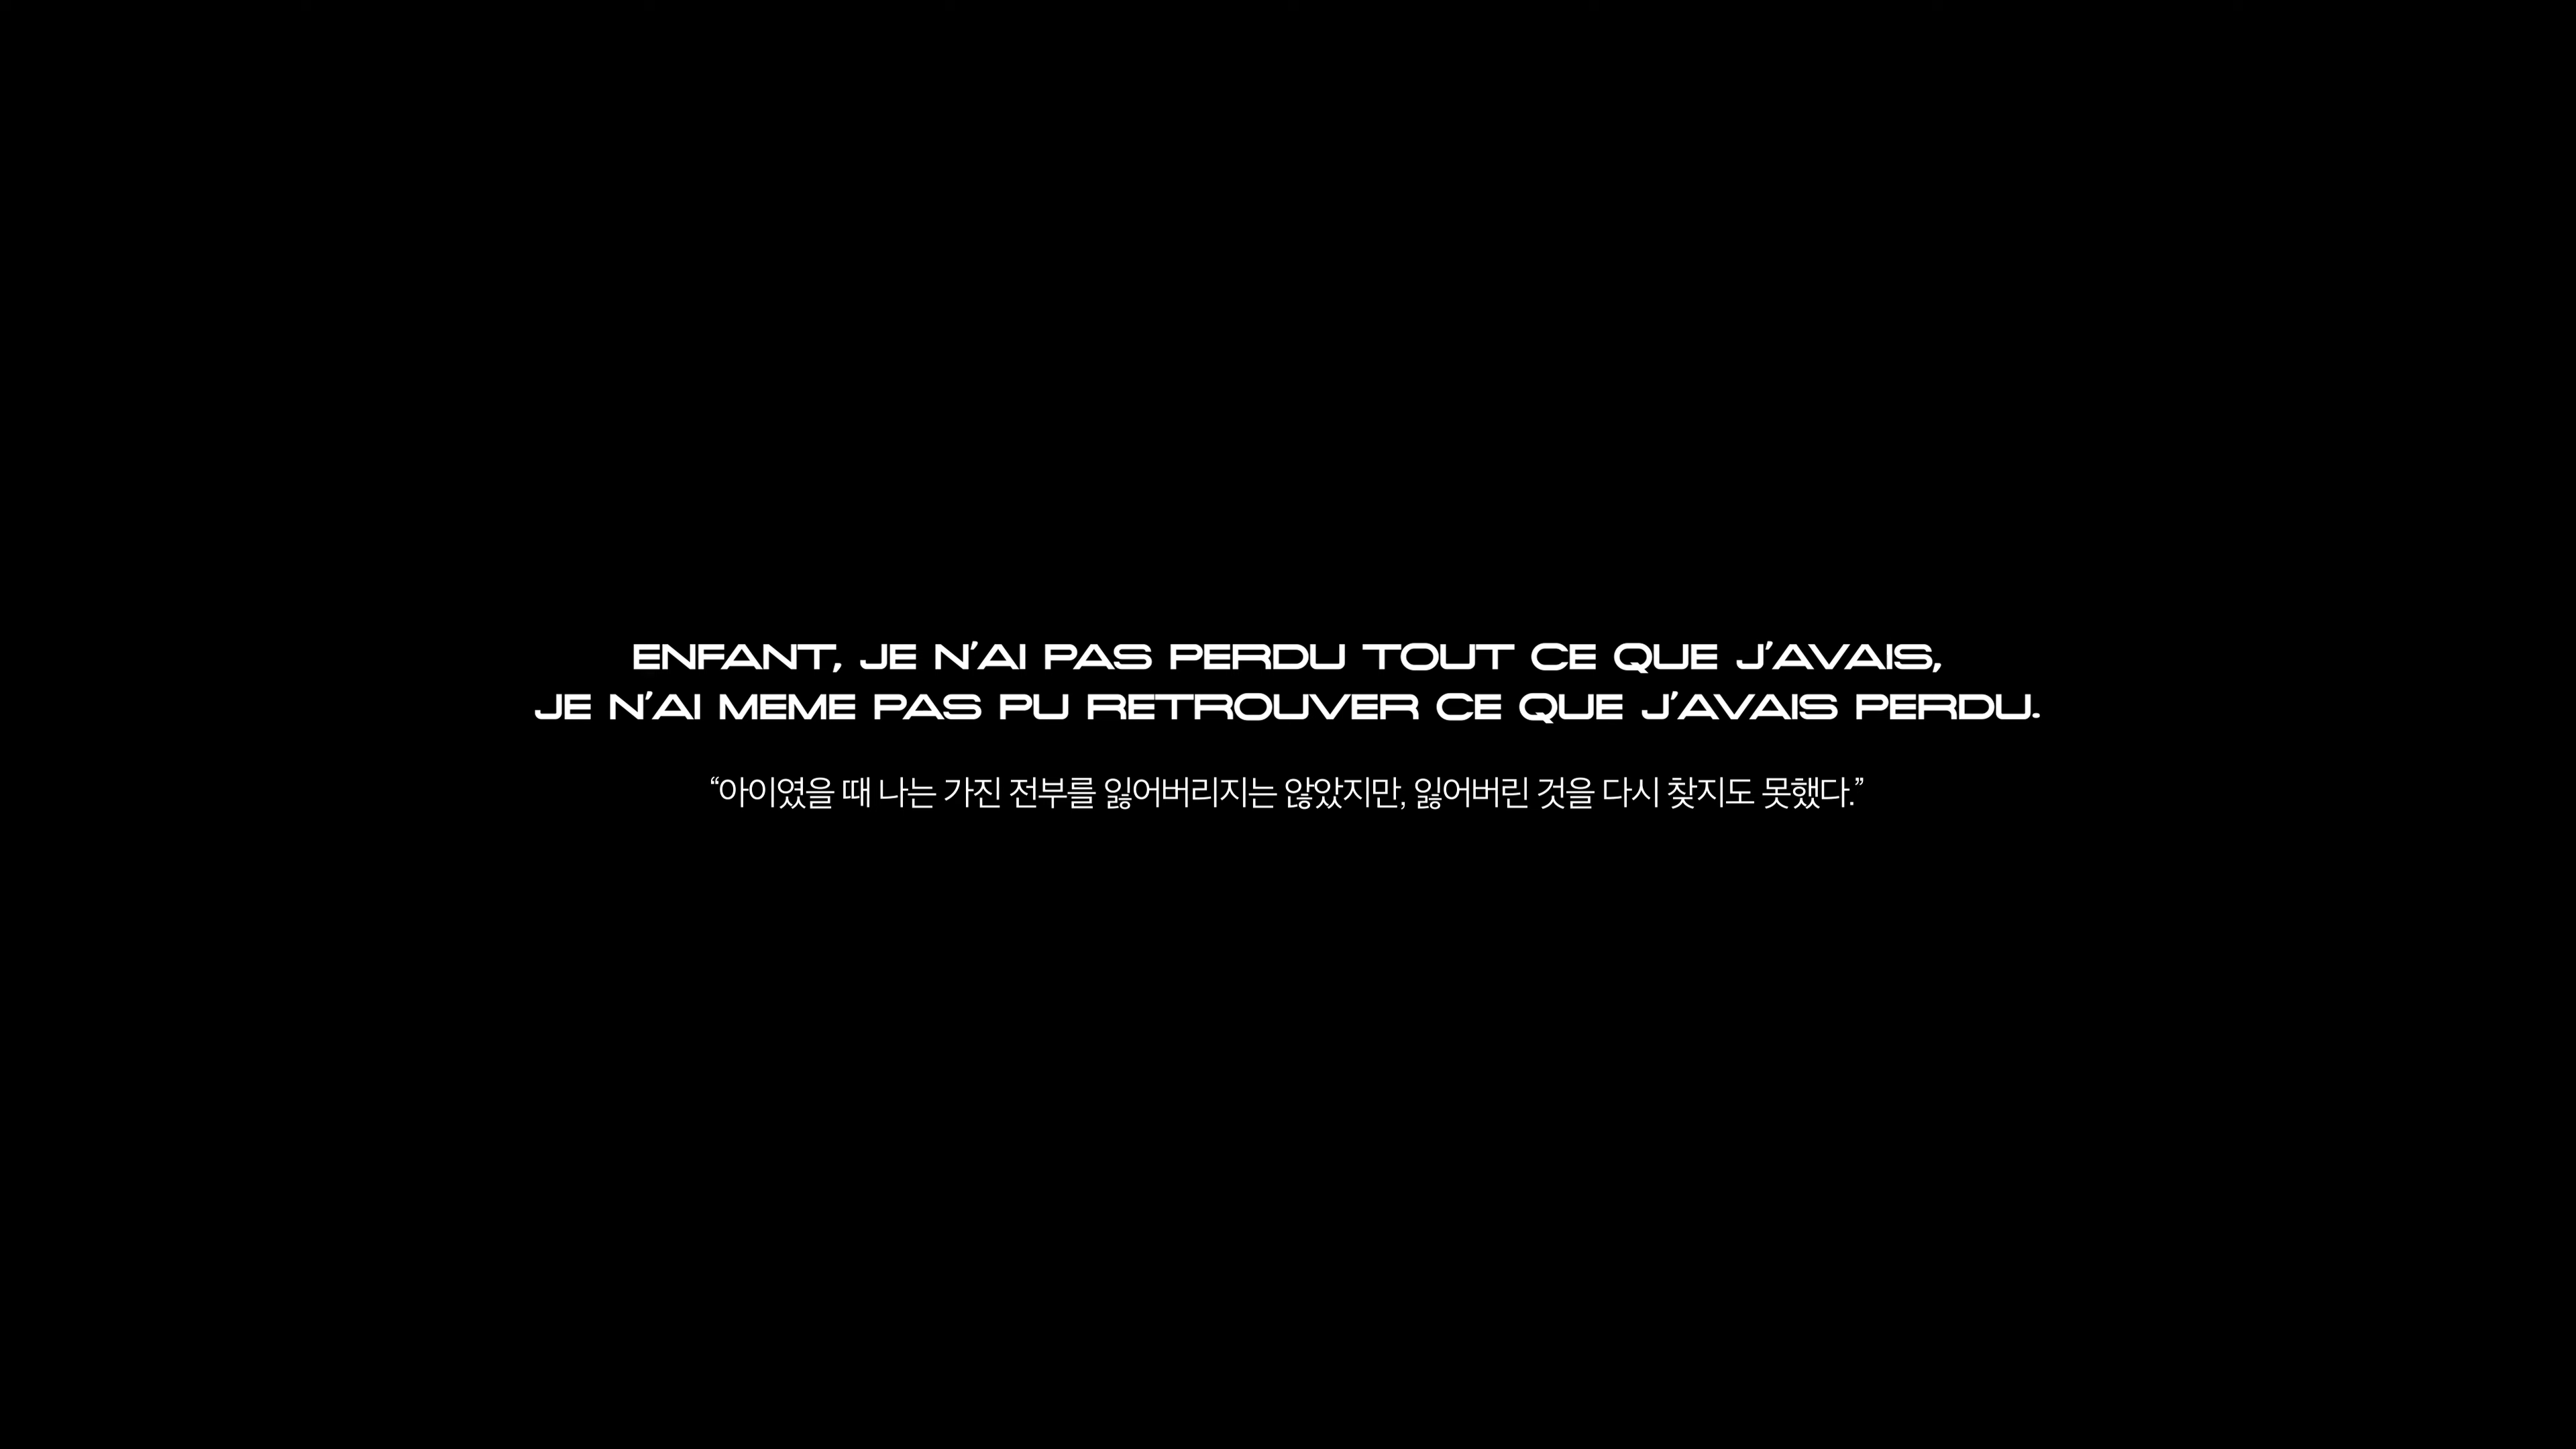 ENFANT, JE N’AI PAS PERDU TOUT CE QUE J’AVAIS,
JE N’AI MEME PAS PU RETROUVER CE QUE J’AVAIS PERDU.
“아이였을 때 나는 가진 전부를 잃어버리지는 않았지만, 잃어버린 것을 다시 찾지도 못했다.”